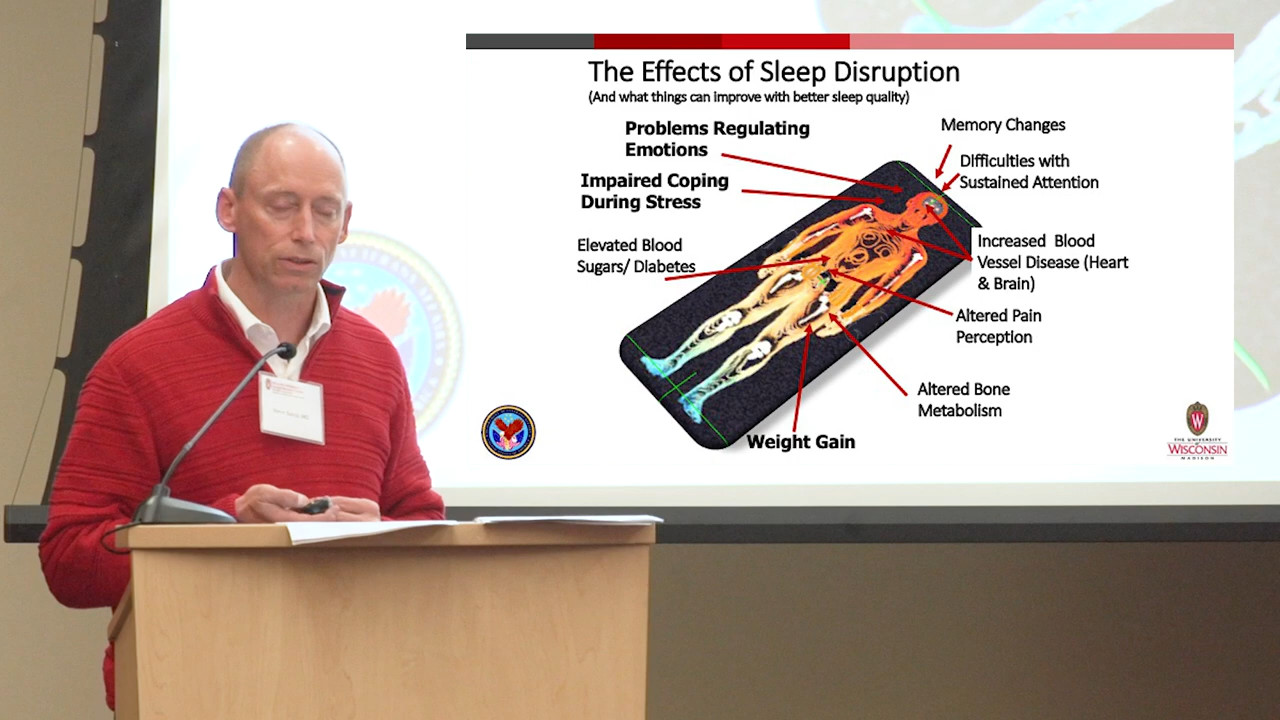 The Effects of Sleep Disruption
(And what things can improve with better sleep quality)
Problems Regulating
Emotions
Impaired Coping
During Stress
Elevated Blood
Sugars/ Diabetes
Memory Changes
Difficulties with
Sustained Attention
Increased Blood
Vessel Disease (Heart
& Brain)
Altered Pain
Perception
Altered Bone
Metabolism
Weight Gain
W
THE UNIVERSITY
of
WISCONSIN
MADISON